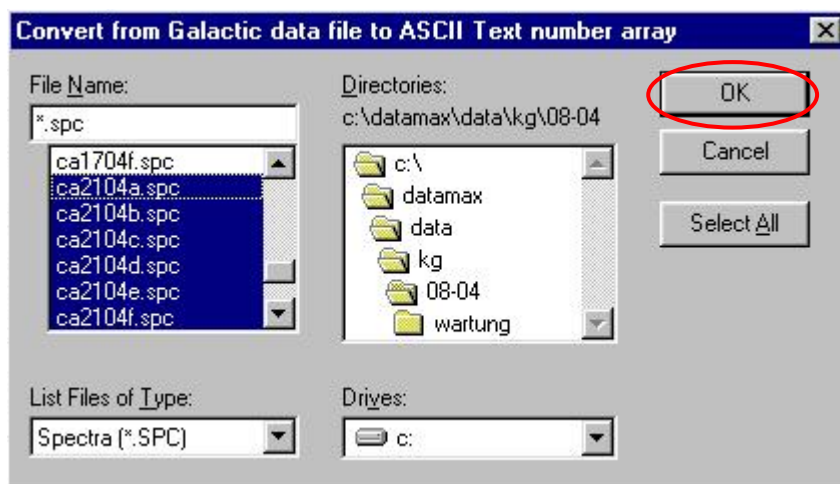 Convert from Galactic data file to ASCII Text number array
File Name:
*.spc
ca1704f.spc
ca2104a.spc
ca2104b.spc
ca2104c.spc
ca2104d.spc
ca2104e.spc
ca2104f.spc
List Files of Type:
Spectra (*.SPC)
Directories:
c:\datamax\data\kg\08-04
c:\
datamax
data
kg
08-04
wartung
Drives:
c:
OK
Cancel
Select All